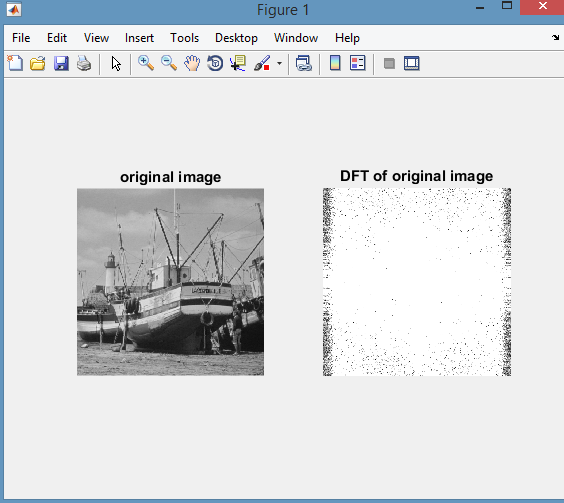 Figure 1
File Edit View Insert Tools Desktop Window Help
original image
DFT of original image